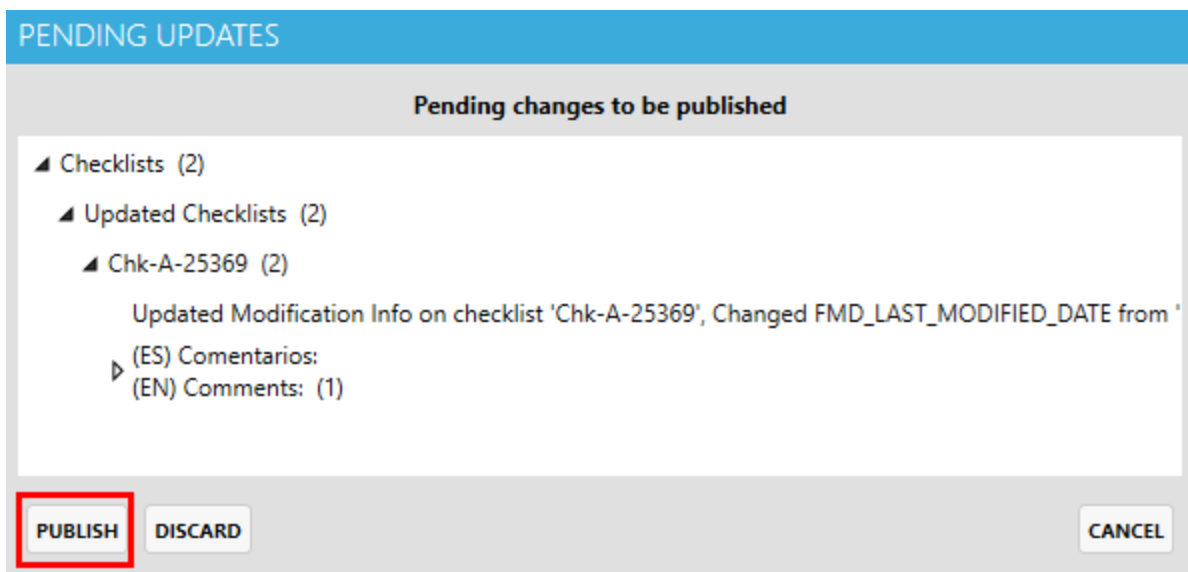 PENDING UPDATES
Pending changes to be published
Checklists (2)
Updated Checklists (2)
Chk-A-25369 (2)
Updated Modification Info on checklist 'Chk-A-25369', Changed FMD_LAST_MODIFIED_DATE from '
(ES) Comentarios:
(EN) Comments: (1)
PUBLISH DISCARD CANCEL